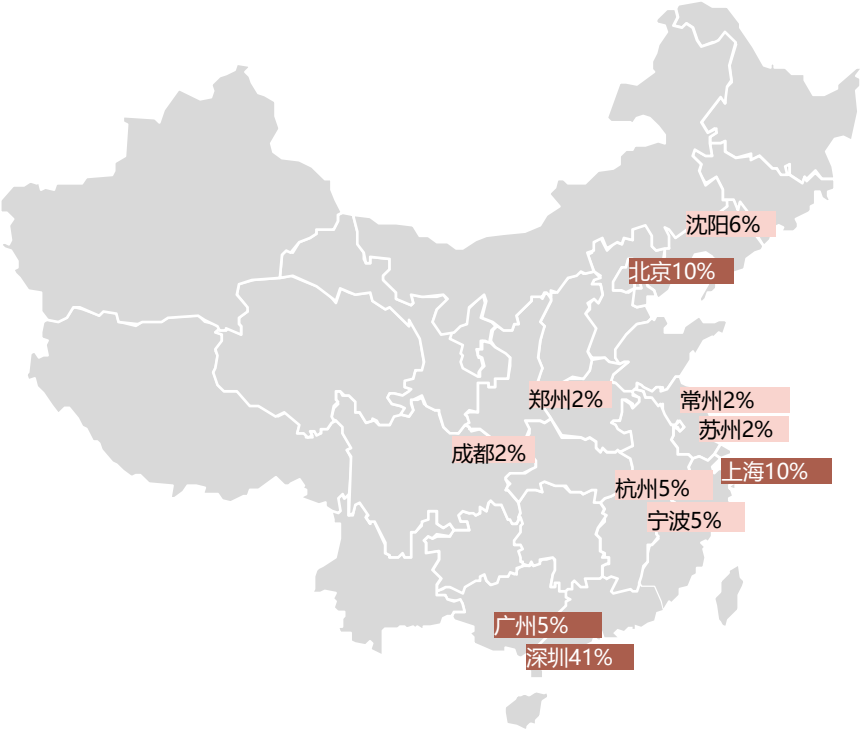 沈阳6%
北京10%
郑州2%
常州2%
苏州2%
成都2%
上海10%
杭州5%
宁波5%
广州5%
深圳41%